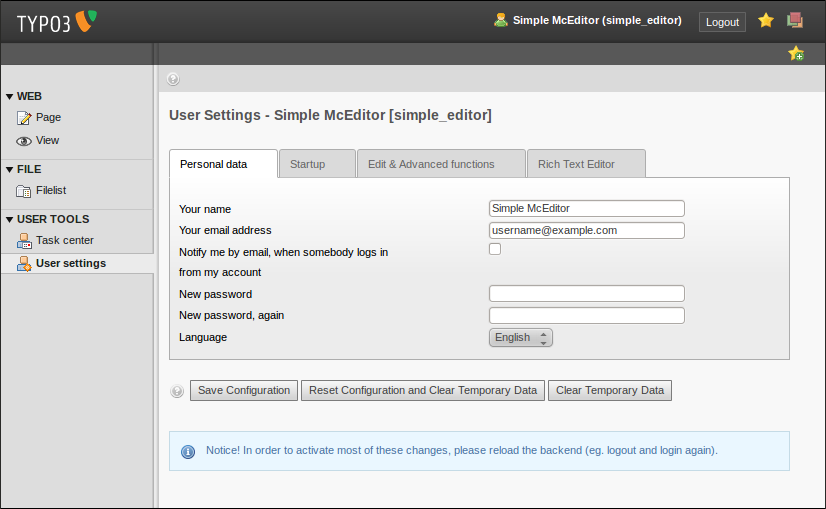 TYPO3
Simple McEditor (simple_editor)
Logout
WEB
Page
View
FILE
Filelist
USER TOOLS
Task center
User settings
User Settings - Simple McEditor [simple_editor]
Personal data
Startup
Edit & Advanced functions
Rich Text Editor
Your name
Simple McEditor
Your email address
username@example.com
Notify me by email, when somebody logs in
from my account
New password
New password, again
Language
English
Save Configuration
Reset Configuration and Clear Temporary Data
Clear Temporary Data
Notice! In order to activate most of these changes, please reload the backend (eg. logout and login again).